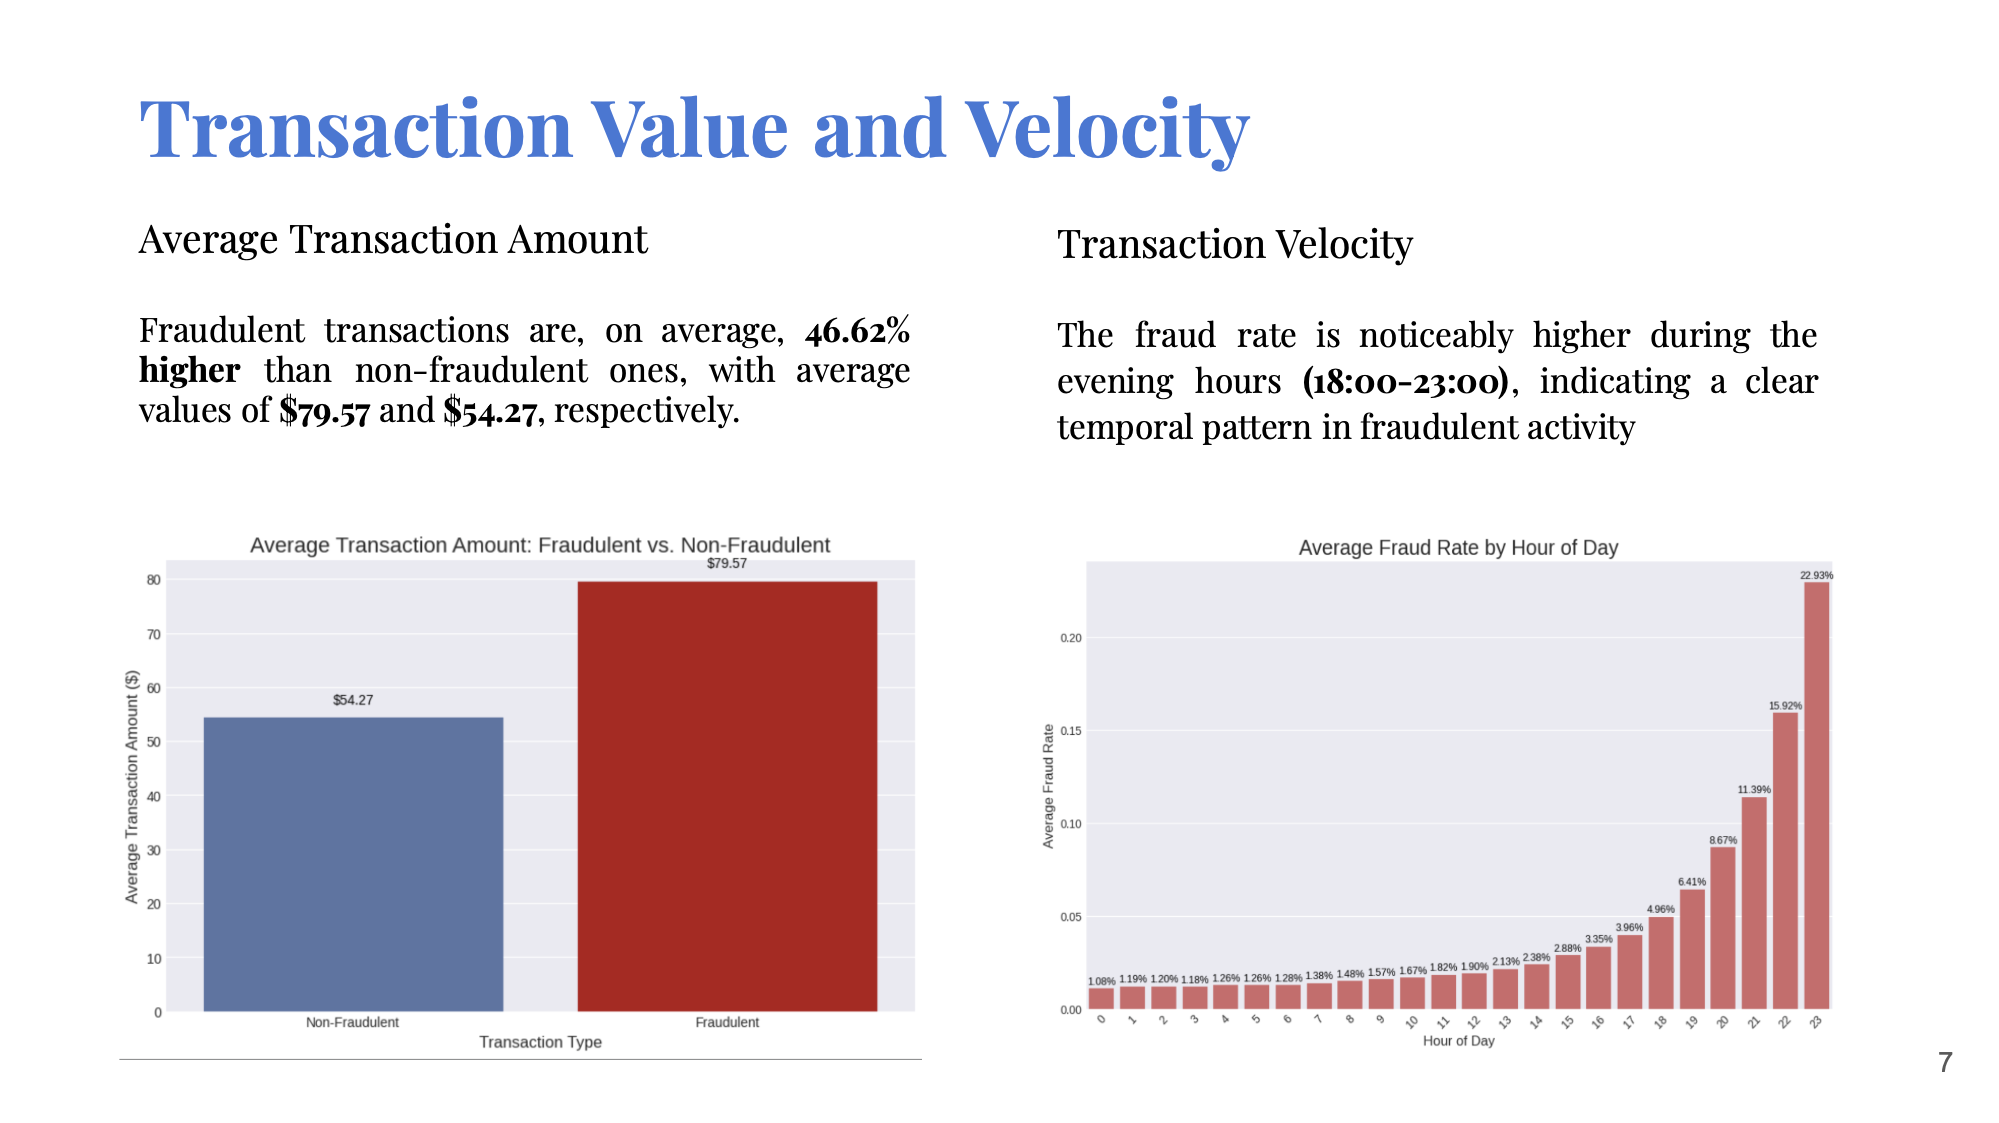 Transaction Value and Velocity
Average Transaction Amount
Fraudulent transactions are, on average, 46.62%
higher than non-fraudulent ones, with average
values of $79.57 and $54.27, respectively.
Transaction Velocity
The fraud rate is noticeably higher during the
evening hours (18:00-23:00), indicating a clear
temporal pattern in fraudulent activity
Average Transaction Amount: Fraudulent vs. Non-Fraudulent
$79.57
$54.27
Average Transaction Amount ($)
80
70
60
50
40
30
20
10
0
Non-Fraudulent Fraudulent
Transaction Type
Average Fraud Rate by Hour of Day
Average Fraud Rate
0.20
0.15
0.10
0.05
0.00
1.08% 1.19% 1.20% 1.18% 1.26% 1.26% 1.28% 1.38% 1.48% 1.57% 1.67% 1.82% 1.90% 2.13% 2.38% 2.88% 3.35% 3.96% 4.96% 6.41% 8.67% 11.39% 15.92% 22.93%
0 1 2 3 4 5 6 7 8 9 10 11 12 13 14 15 16 17 18 19 20 21 22 23
Hour of Day
7